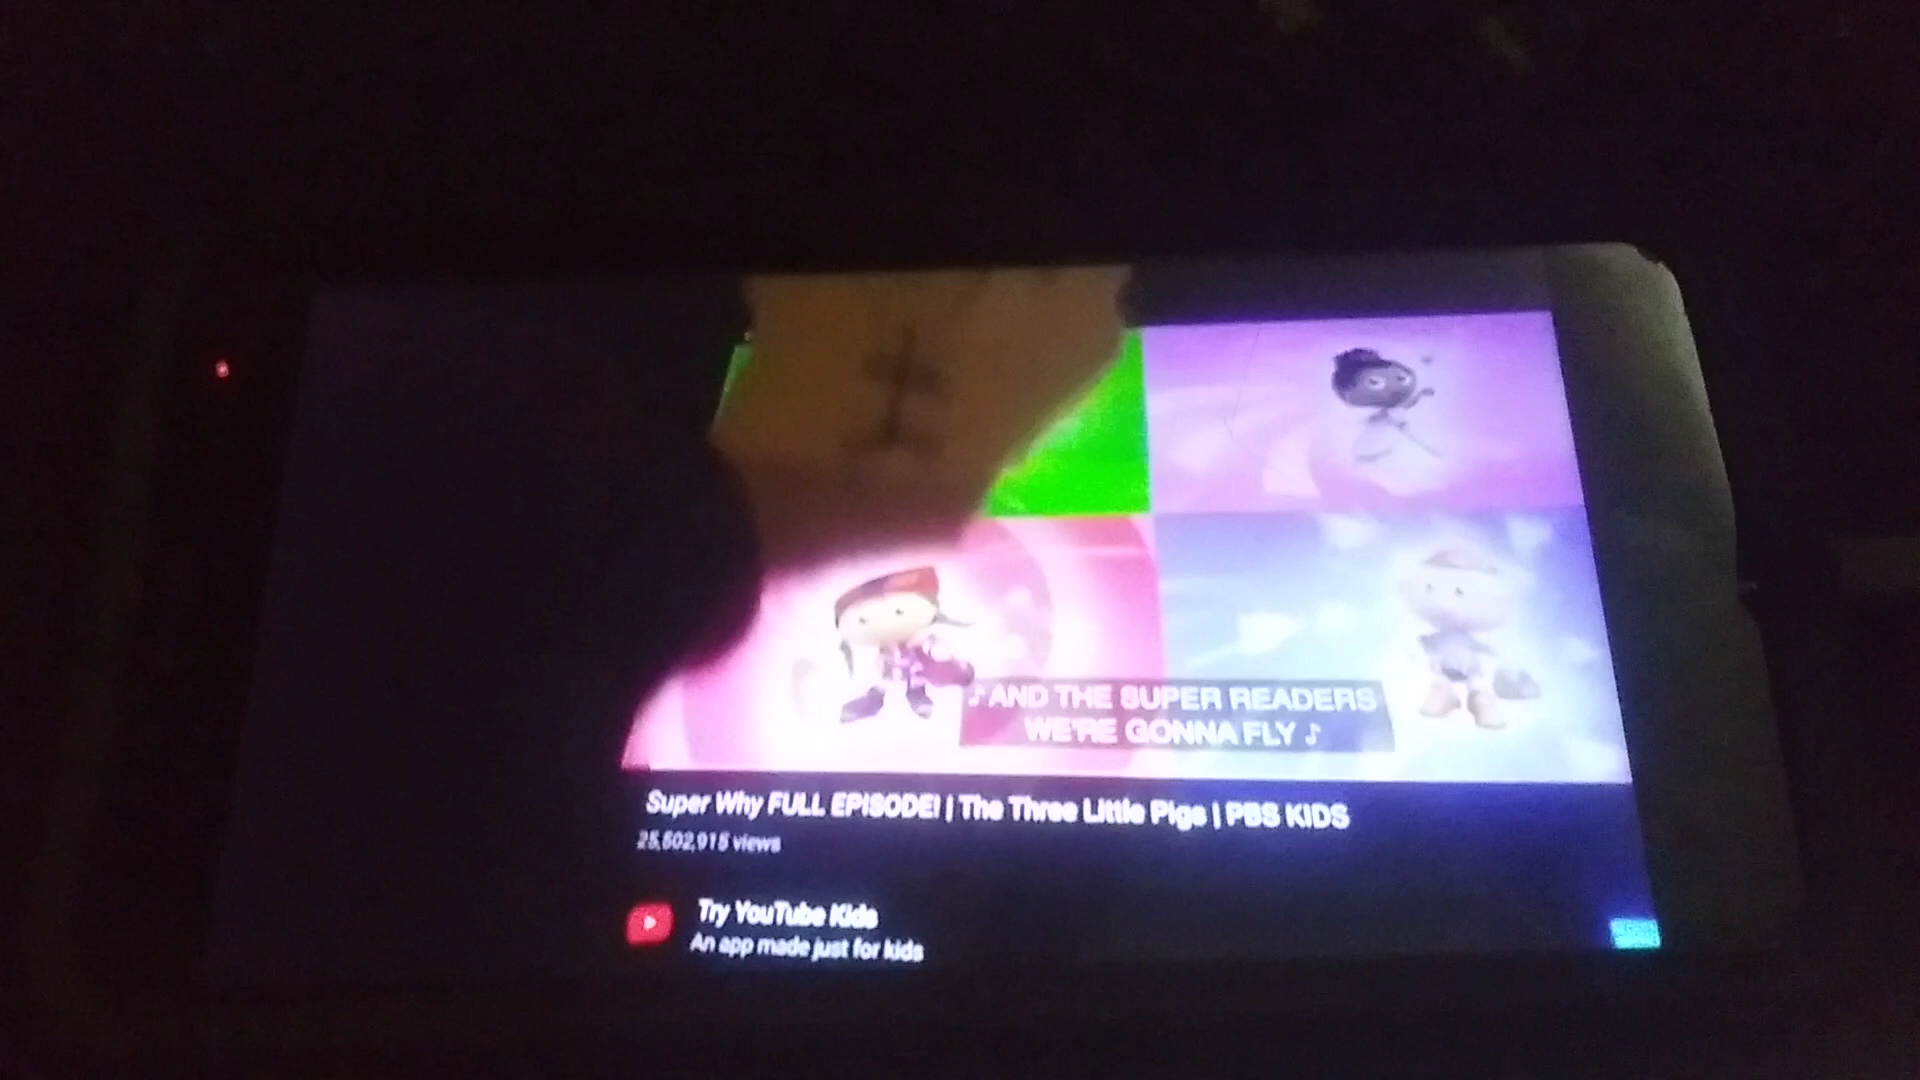 ♪ AND THE SUPER READERS
WE'RE GONNA FLY ♪
Super Why FULL EPISODE! | The Three Little Pigs | PBS KIDS
25,502,915 views
Try YouTube Kids
An app made just for kids